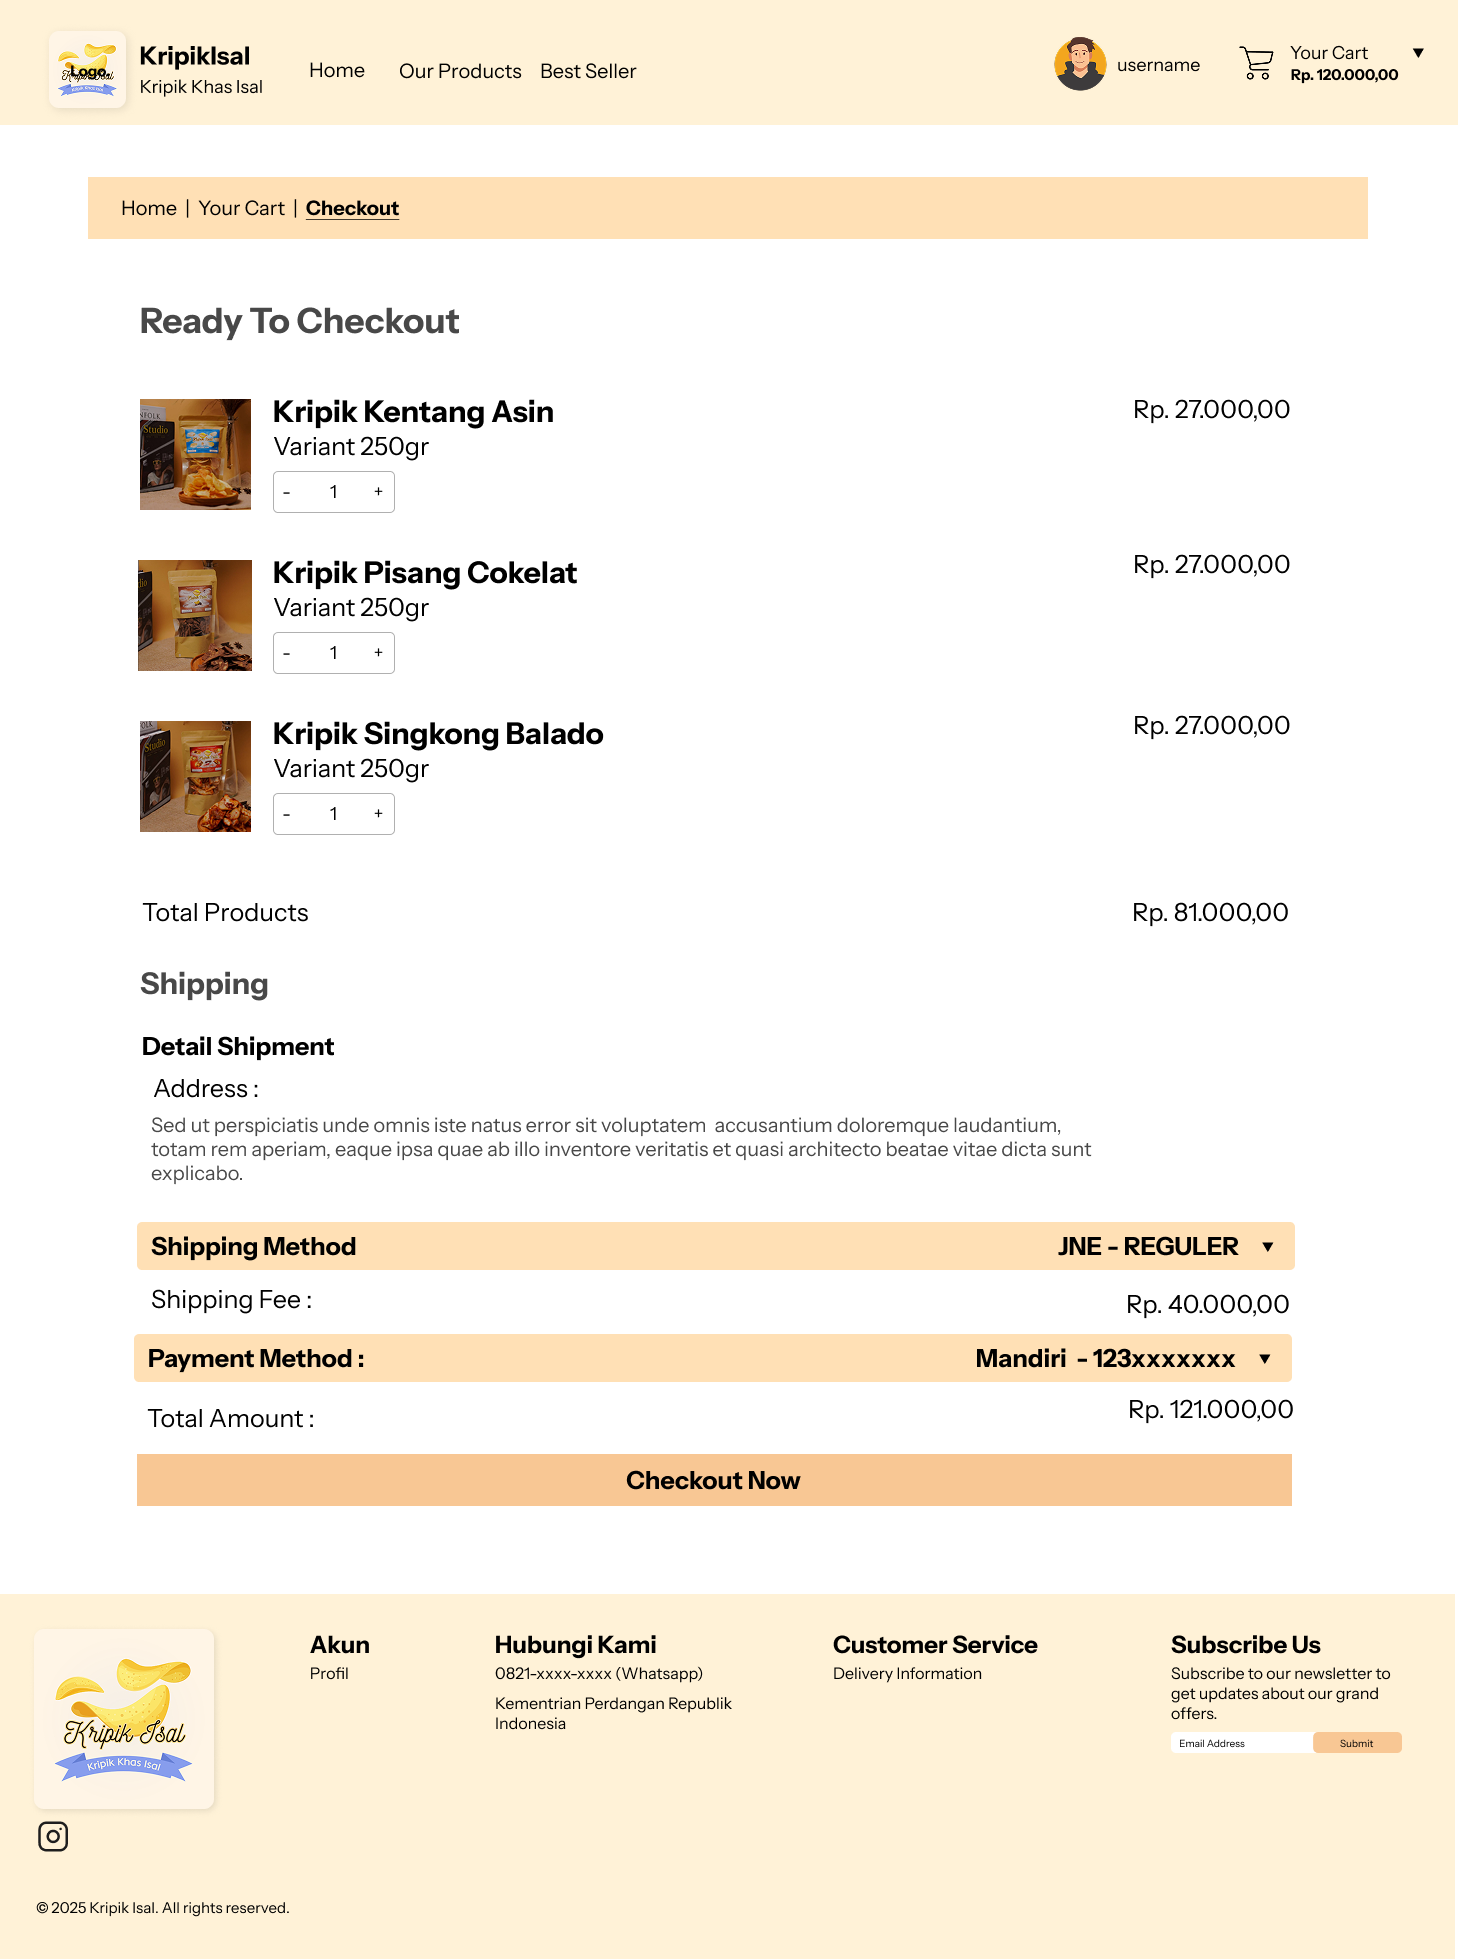 Logo.
KripikIsal
Kripik Khas Isal
Home
Our Products
Best Seller
username
Your Cart
Rp. 120.000,00
Home | Your Cart | Checkout
Ready To Checkout
Kripik Kentang Asin
Rp. 27.000,00
Variant 250gr
- 1 +
Kripik Pisang Cokelat
Rp. 27.000,00
Variant 250gr
- 1 +
Kripik Singkong Balado
Rp. 27.000,00
Variant 250gr
- 1 +
Total Products
Rp. 81.000,00
Shipping
Detail Shipment
Address :
Sed ut perspiciatis unde omnis iste natus error sit voluptatem  accusantium doloremque laudantium,
totam rem aperiam, eaque ipsa quae ab illo inventore veritatis et quasi architecto beatae vitae dicta sunt
explicabo.
Shipping Method
JNE - REGULER
Shipping Fee :
Rp. 40.000,00
Payment Method :
Mandiri  - 123xxxxxxx
Total Amount :
Rp. 121.000,00
Checkout Now
Kripik Isal
Kripik Khas Isal
Akun
Profil
Hubungi Kami
0821-xxxx-xxxx (Whatsapp)
Kementrian Perdangan Republik
Indonesia
Customer Service
Delivery Information
Subscribe Us
Subscribe to our newsletter to
get updates about our grand
offers.
Email Address
Submit
© 2025 Kripik Isal. All rights reserved.